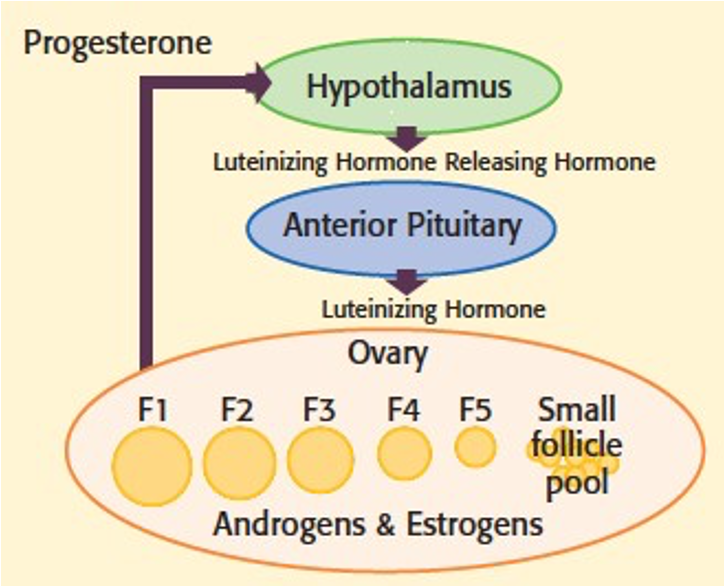 Progesterone
Hypothalamus
Luteinizing Hormone Releasing Hormone
Anterior Pituitary
Luteinizing Hormone
Ovary
F1 F2 F3 F4 F5 Small
follicle
pool
Androgens & Estrogens